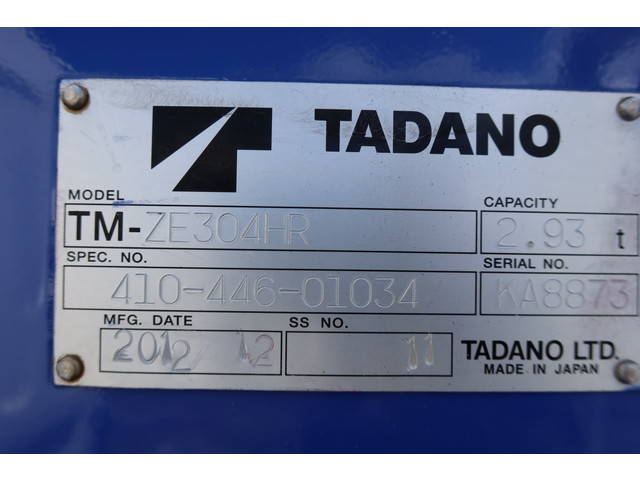 TADANO
MODEL CAPACITY
TM-ZE304HR 2.93 t
SPEC. NO. SERIAL NO.
410-446-01034 KA8873
MFG. DATE SS NO.
2012 12 11 TADANO LTD.
MADE IN JAPAN